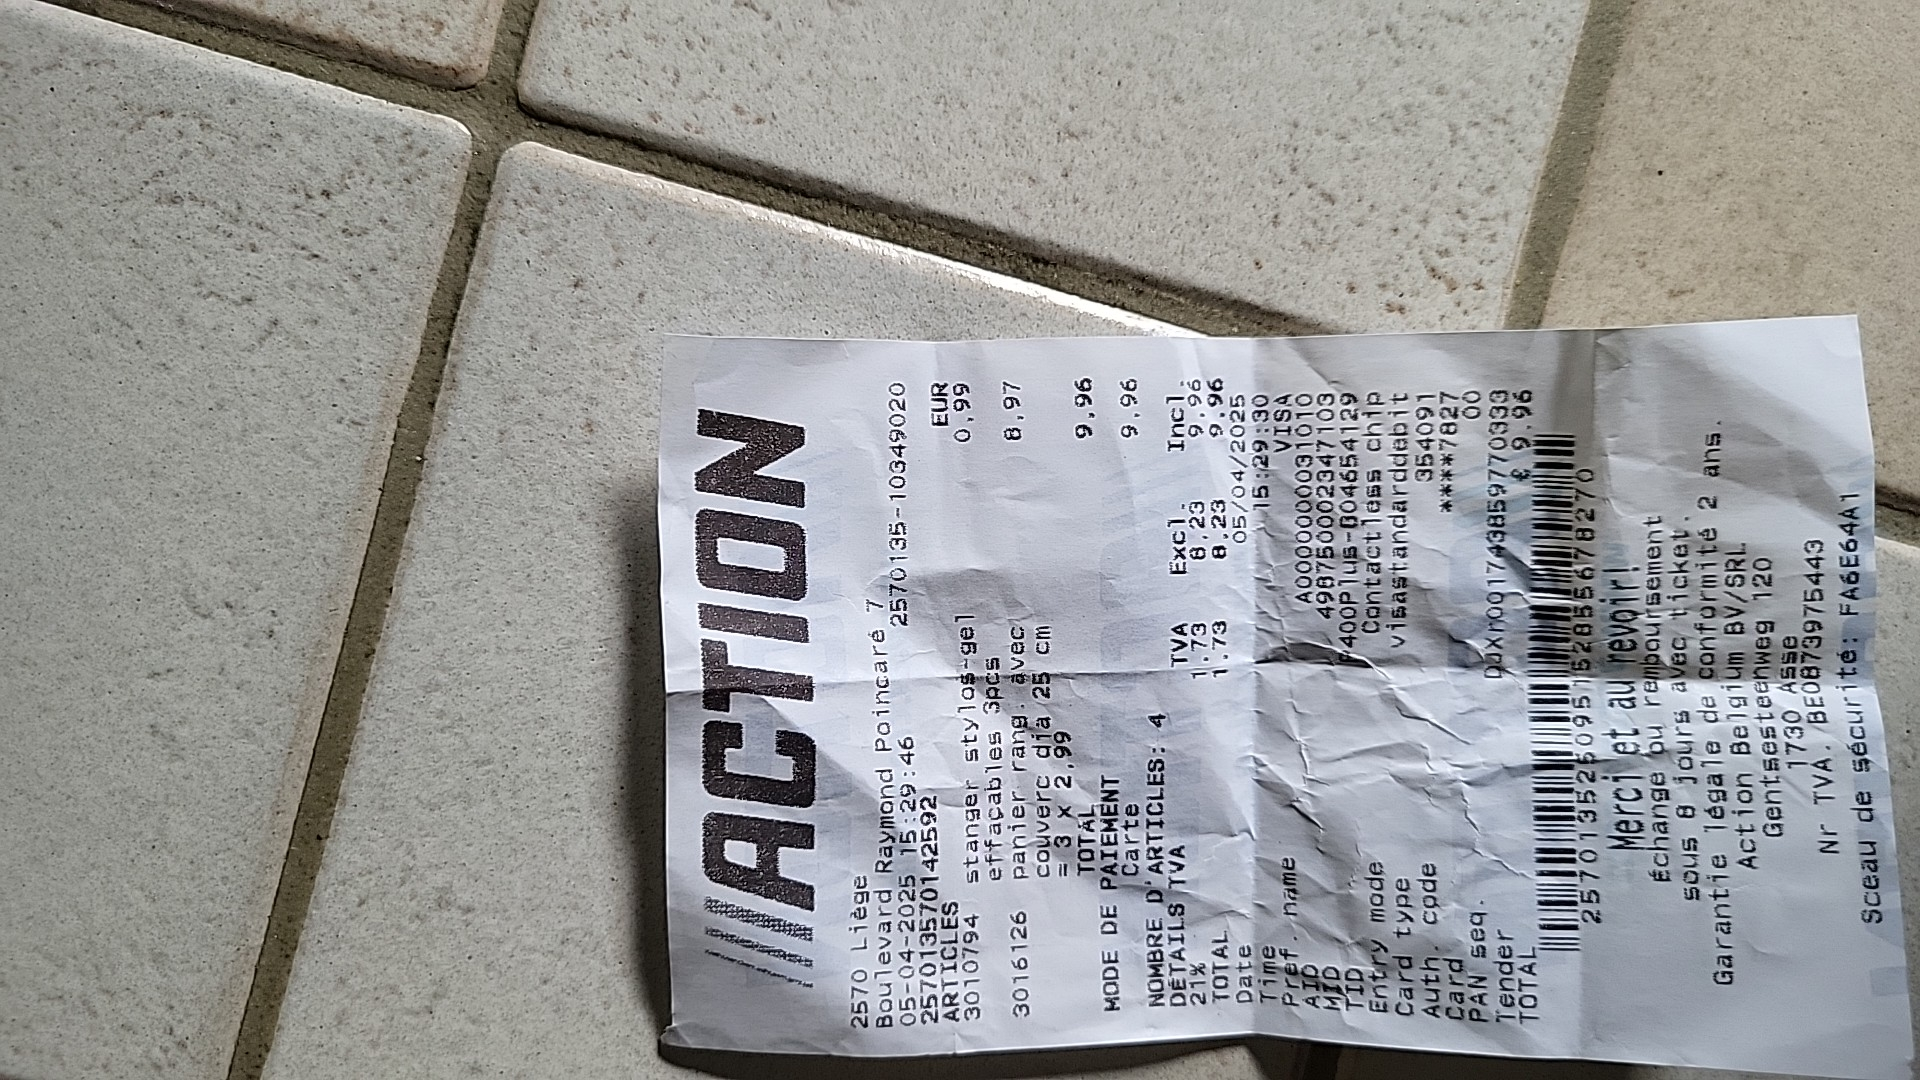 ACTION
2570 Liège
Boulevard Raymond Poincaré 7
05-04-2025 15:29:46 2570135-10349020
257013570142592
ARTICLES EUR
3010794 stanger stylos-gel 0,99
effaçables 3pcs
3016126 panier rang. avec 8,97
couverc dia 25 cm
= 3 x 2,99
TOTAL 9,96
MODE DE PAIEMENT
Carte 9,96
NOMBRE D'ARTICLES: 4
DÉTAILS TVA TVA Excl. Incl.
21% 1,73 8,23 9,96
TOTAL 1,73 8,23 9,96
Date 05/04/2025
Time 15:29:30
Pref. name VISA
AID A0000000031010
MID 498750002347103
TID P400Plus-B04654129
Entry mode Contactless chip
Card type visastandarddebit
Auth. code 354091
Card ****7827
PAN seq. 00
Tender
TOTAL € 9,96
Merci et au revoir!
Échange ou remboursement
sous 8 jours avec ticket.
Garantie légale de conformité 2 ans.
Action Belgium BV/SRL
Gentsesteenweg 120
1730 Asse
Nr TVA. BE0873975443
Sceau de sécurité: FA6E64A1